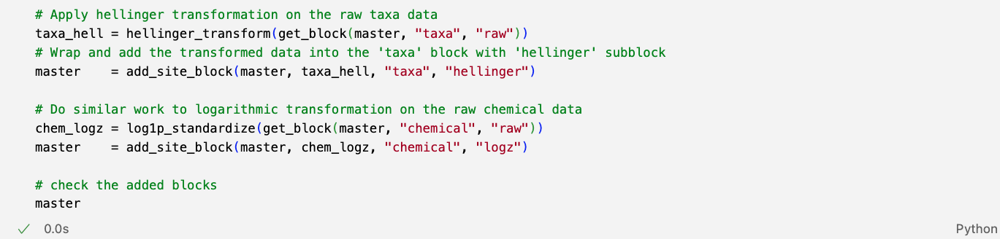 # Apply hellinger transformation on the raw taxa data
taxa_hell = hellinger_transform(get_block(master, "taxa", "raw"))
# Wrap and add the transformed data into the 'taxa' block with 'hellinger' subblock
master    = add_site_block(master, taxa_hell, "taxa", "hellinger")
# Do similar work to logarithmic transformation on the raw chemical data
chem_logz = log1p_standardize(get_block(master, "chemical", "raw"))
master    = add_site_block(master, chem_logz, "chemical", "logz")
# check the added blocks
master
0.0s
Python